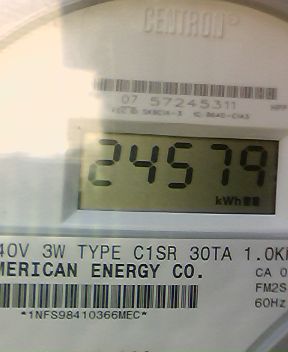 CENTRON®
07 57245311
24579
kWh
40V 3W TYPE C1SR 30TA 1.0K
MERICAN ENERGY CO.
CA 0
FM2S
60Hz
*1NFS98410366MEC*